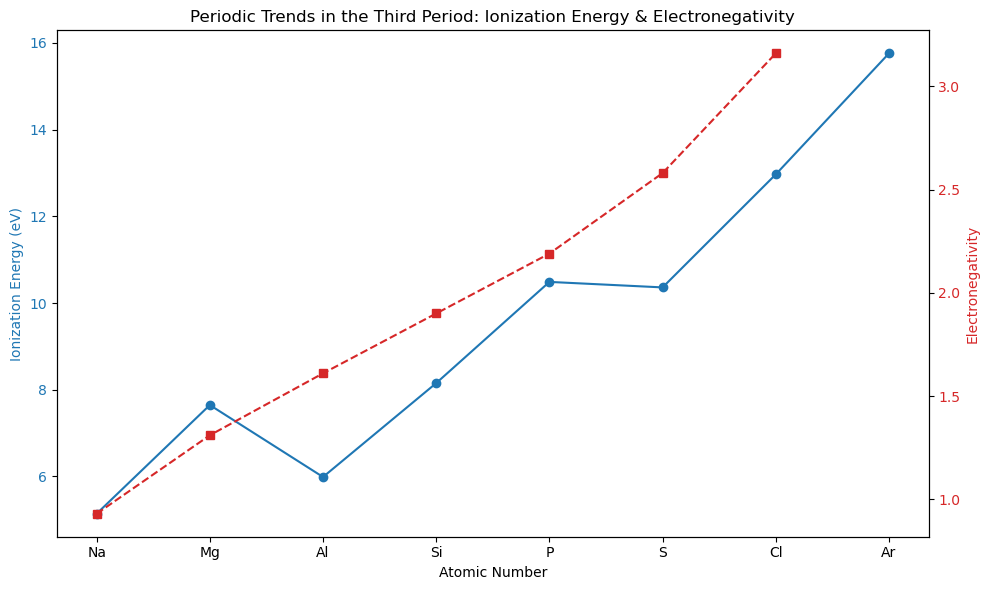 Periodic Trends in the Third Period: Ionization Energy & Electronegativity
Ionization Energy (eV)
16
14
12
10
8
6
3.0
2.5
2.0
1.5
1.0
Electronegativity
Na Mg Al Si P S Cl Ar
Atomic Number